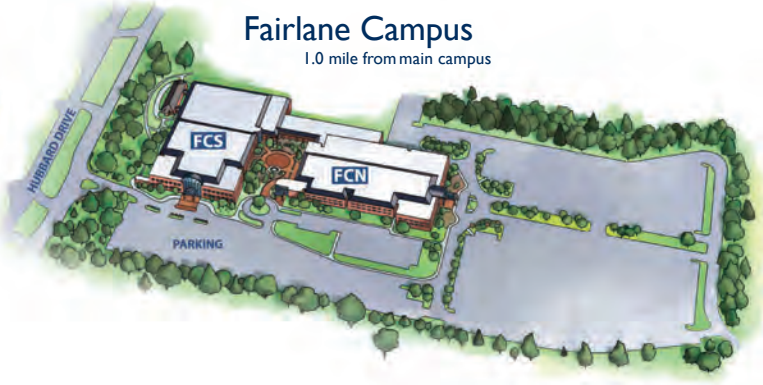 Fairlane Campus
1.0 mile from main campus
HUBBARD DRIVE
FCS
FCN
PARKING